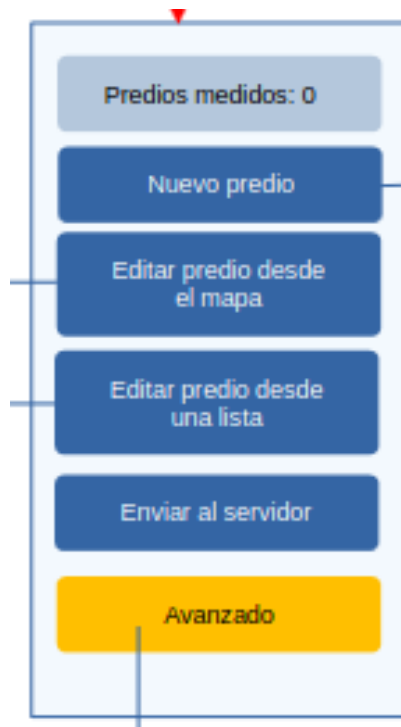 Predios medidos: 0
Nuevo predio
Editar predio desde
el mapa
Editar predio desde
una lista
Enviar al servidor
Avanzado